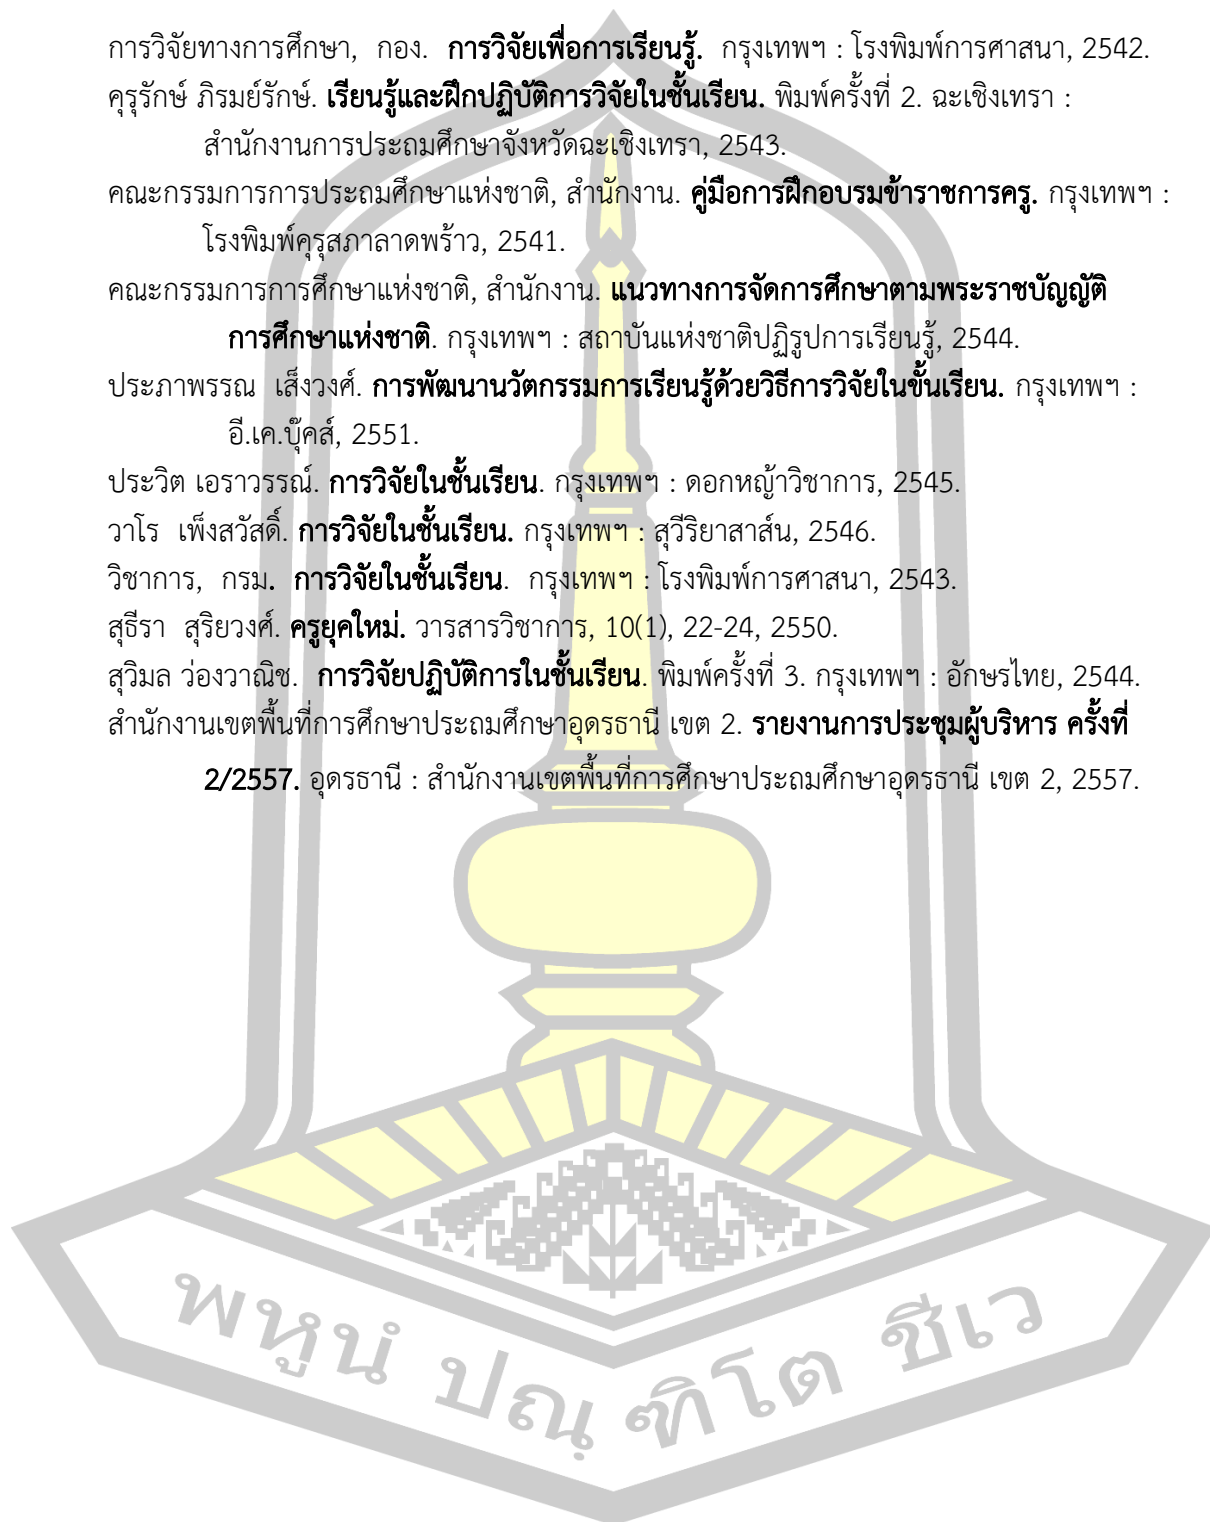 การวิจัยทางการศึกษา, กอง. การวิจัยเพื่อการเรียนรู้. กรุงเทพฯ : โรงพิมพ์การศาสนา, 2542.
คุรุรักษ์ ภิรมย์รักษ์. เรียนรู้และฝึกปฏิบัติการวิจัยในชั้นเรียน. พิมพ์ครั้งที่ 2. ฉะเชิงเทรา :
สำนักงานการประถมศึกษาจังหวัดฉะเชิงเทรา, 2543.
คณะกรรมการการประถมศึกษาแห่งชาติ, สำนักงาน. คู่มือการฝึกอบรมข้าราชการครู. กรุงเทพฯ :
โรงพิมพ์คุรุสภาลาดพร้าว, 2541.
คณะกรรมการการศึกษาแห่งชาติ, สำนักงาน. แนวทางการจัดการศึกษาตามพระราชบัญญัติ
การศึกษาแห่งชาติ. กรุงเทพฯ : สถาบันแห่งชาติปฏิรูปการเรียนรู้, 2544.
ประภาพรรณ เส็งวงศ์. การพัฒนานวัตกรรมการเรียนรู้ด้วยวิธีการวิจัยในขั้นเรียน. กรุงเทพฯ :
อี.เค.บุ๊คส์, 2551.
ประวิต เอราวรรณ์. การวิจัยในชั้นเรียน. กรุงเทพฯ : ดอกหญ้าวิชาการ, 2545.
วาโร เพ็งสวัสดิ์. การวิจัยในชั้นเรียน. กรุงเทพฯ : สุวีริยาสาส์น, 2546.
วิชาการ, กรม. การวิจัยในชั้นเรียน. กรุงเทพฯ : โรงพิมพ์การศาสนา, 2543.
สุธีรา สุริยวงศ์. ครูยุคใหม่. วารสารวิชาการ, 10(1), 22-24, 2550.
สุวิมล ว่องวาณิช. การวิจัยปฏิบัติการในชั้นเรียน. พิมพ์ครั้งที่ 3. กรุงเทพฯ : อักษรไทย, 2544.
สำนักงานเขตพื้นที่การศึกษาประถมศึกษาอุดรธานี เขต 2. รายงานการประชุมผู้บริหาร ครั้งที่
2/2557. อุดรธานี : สำนักงานเขตพื้นที่การศึกษาประถมศึกษาอุดรธานี เขต 2, 2557.
พหูนํ ปณฺฑิโต ชีเว